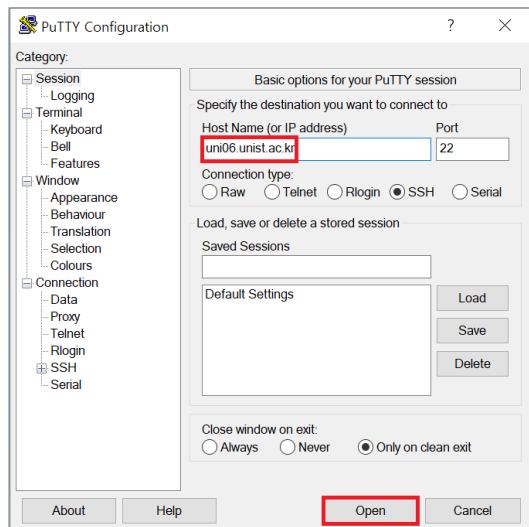 PuTTY Configuration ? ×
Category:
Session
Logging
Terminal
Keyboard
Bell
Features
Window
Appearance
Behaviour
Translation
Selection
Colours
Connection
Data
Proxy
Telnet
Rlogin
SSH
Serial
Basic options for your PuTTY session
Specify the destination you want to connect to
Host Name (or IP address) Port
uni06.unist.ac.kr 22
Connection type:
Raw Telnet Rlogin SSH Serial
Load, save or delete a stored session
Saved Sessions
Default Settings
Load
Save
Delete
Close window on exit:
Always Never Only on clean exit
About Help Open Cancel